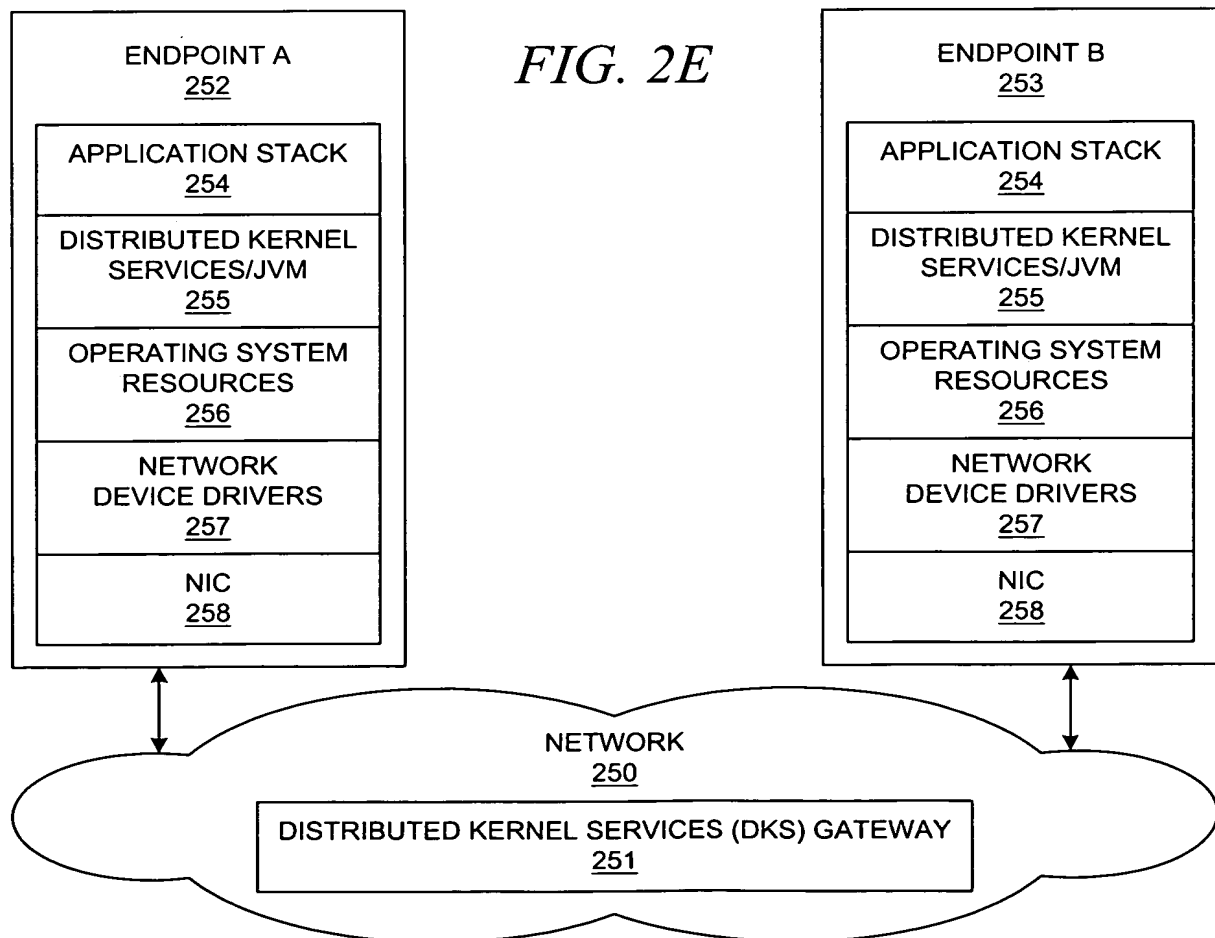 FIG. 2E
ENDPOINT A
252
APPLICATION STACK
254
DISTRIBUTED KERNEL
SERVICES/JVM
255
OPERATING SYSTEM
RESOURCES
256
NETWORK
DEVICE DRIVERS
257
NIC
258
ENDPOINT B
253
APPLICATION STACK
254
DISTRIBUTED KERNEL
SERVICES/JVM
255
OPERATING SYSTEM
RESOURCES
256
NETWORK
DEVICE DRIVERS
257
NIC
258
NETWORK
250
DISTRIBUTED KERNEL SERVICES (DKS) GATEWAY
251